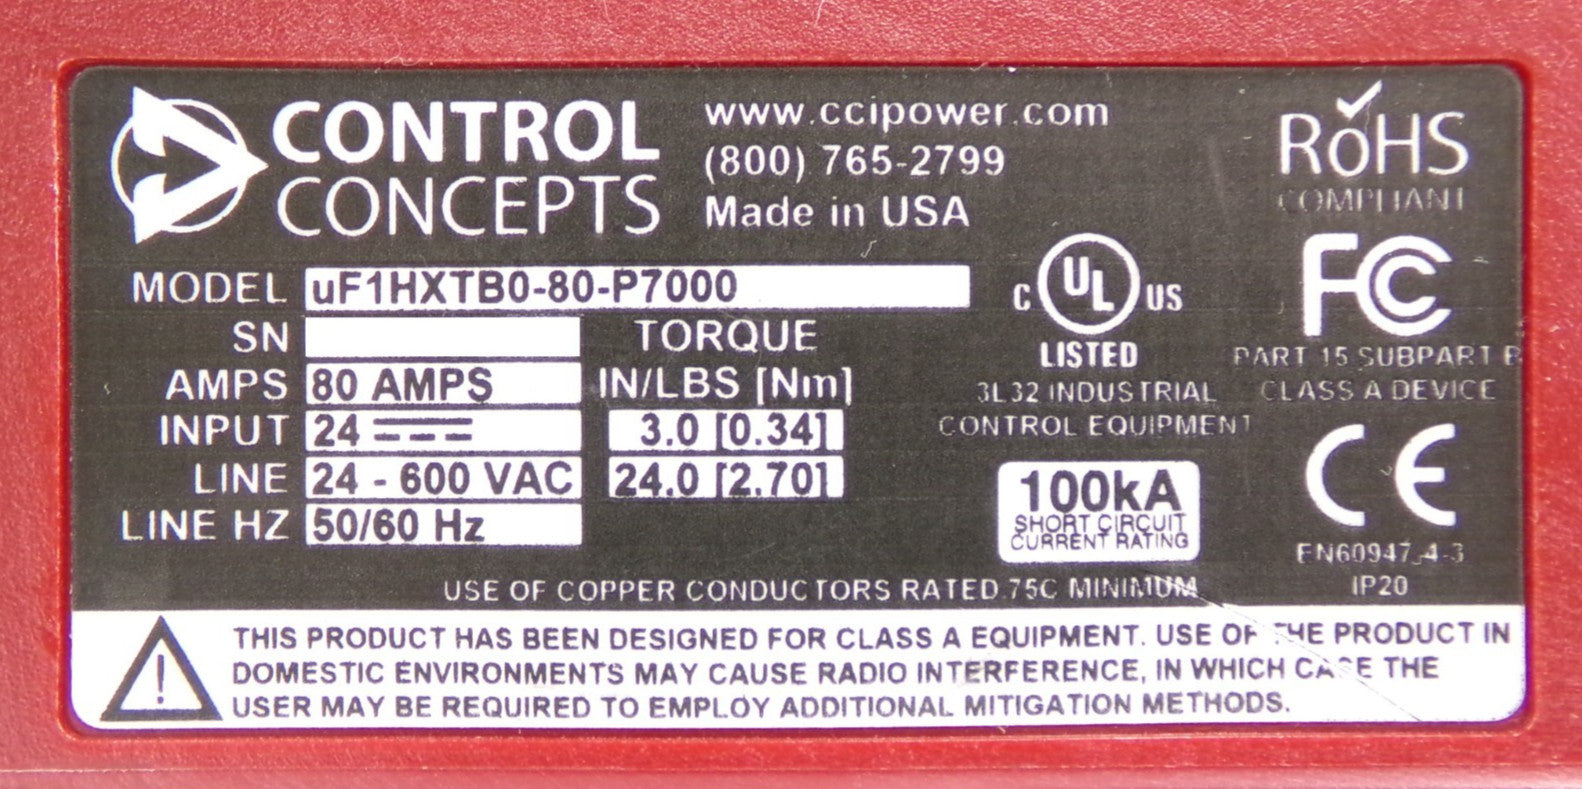 CONTROL
CONCEPTS
www.ccipower.com
(800) 765-2799
Made in USA
RoHS
COMPLIANT
MODEL uF1HXTB0-80-P7000
SN
TORQUE
AMPS 80 AMPS
IN/LBS [Nm]
INPUT 24
3.0 [0.34]
LINE 24 - 600 VAC
24.0 [2.70]
LINE HZ 50/60 Hz
C UL US
LISTED
3L32 INDUSTRIAL
CONTROL EQUIPMENT
100kA
SHORT CIRCUIT
CURRENT RATING
FC
PART 15 SUBPART B
CLASS A DEVICE
CE
EN60947-4-3
IP20
USE OF COPPER CONDUCTORS RATED 75C MINIMUM
THIS PRODUCT HAS BEEN DESIGNED FOR CLASS A EQUIPMENT. USE OF THE PRODUCT IN
DOMESTIC ENVIRONMENTS MAY CAUSE RADIO INTERFERENCE, IN WHICH CASE THE
USER MAY BE REQUIRED TO EMPLOY ADDITIONAL MITIGATION METHODS.